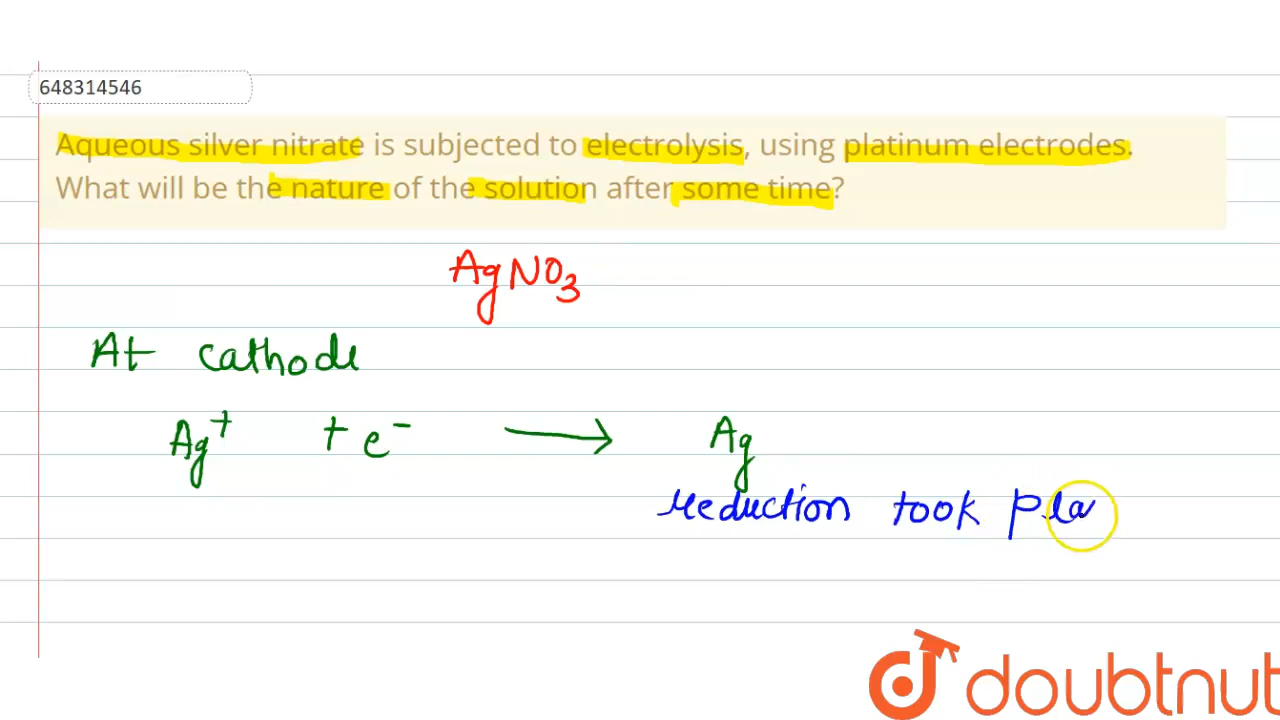 648314546
Aqueous silver nitrate is subjected to electrolysis, using platinum electrodes.
What will be the nature of the solution after some time?
AgNO3
At cathode
Ag+ + e− → Ag
reduction took pla
doubtnut